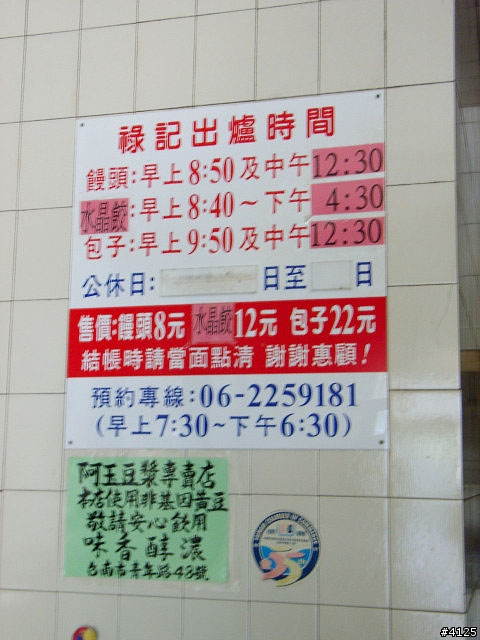 祿記出爐時間
饅頭:早上8:50及中午12:30
水晶餃:早上8:40~下午 4:30
包子:早上9:50及中午12:30
公休日: 日至 日
售價:饅頭8元 水晶餃12元 包子22元
結帳時請當面點清 謝謝惠顧!
預約專線:06-2259181
(早上7:30~下午6:30)
阿玉豆漿專賣店
本店使用非基因黃豆
敬請安心飲用
味香醇濃
台南市青年路43號
#4125